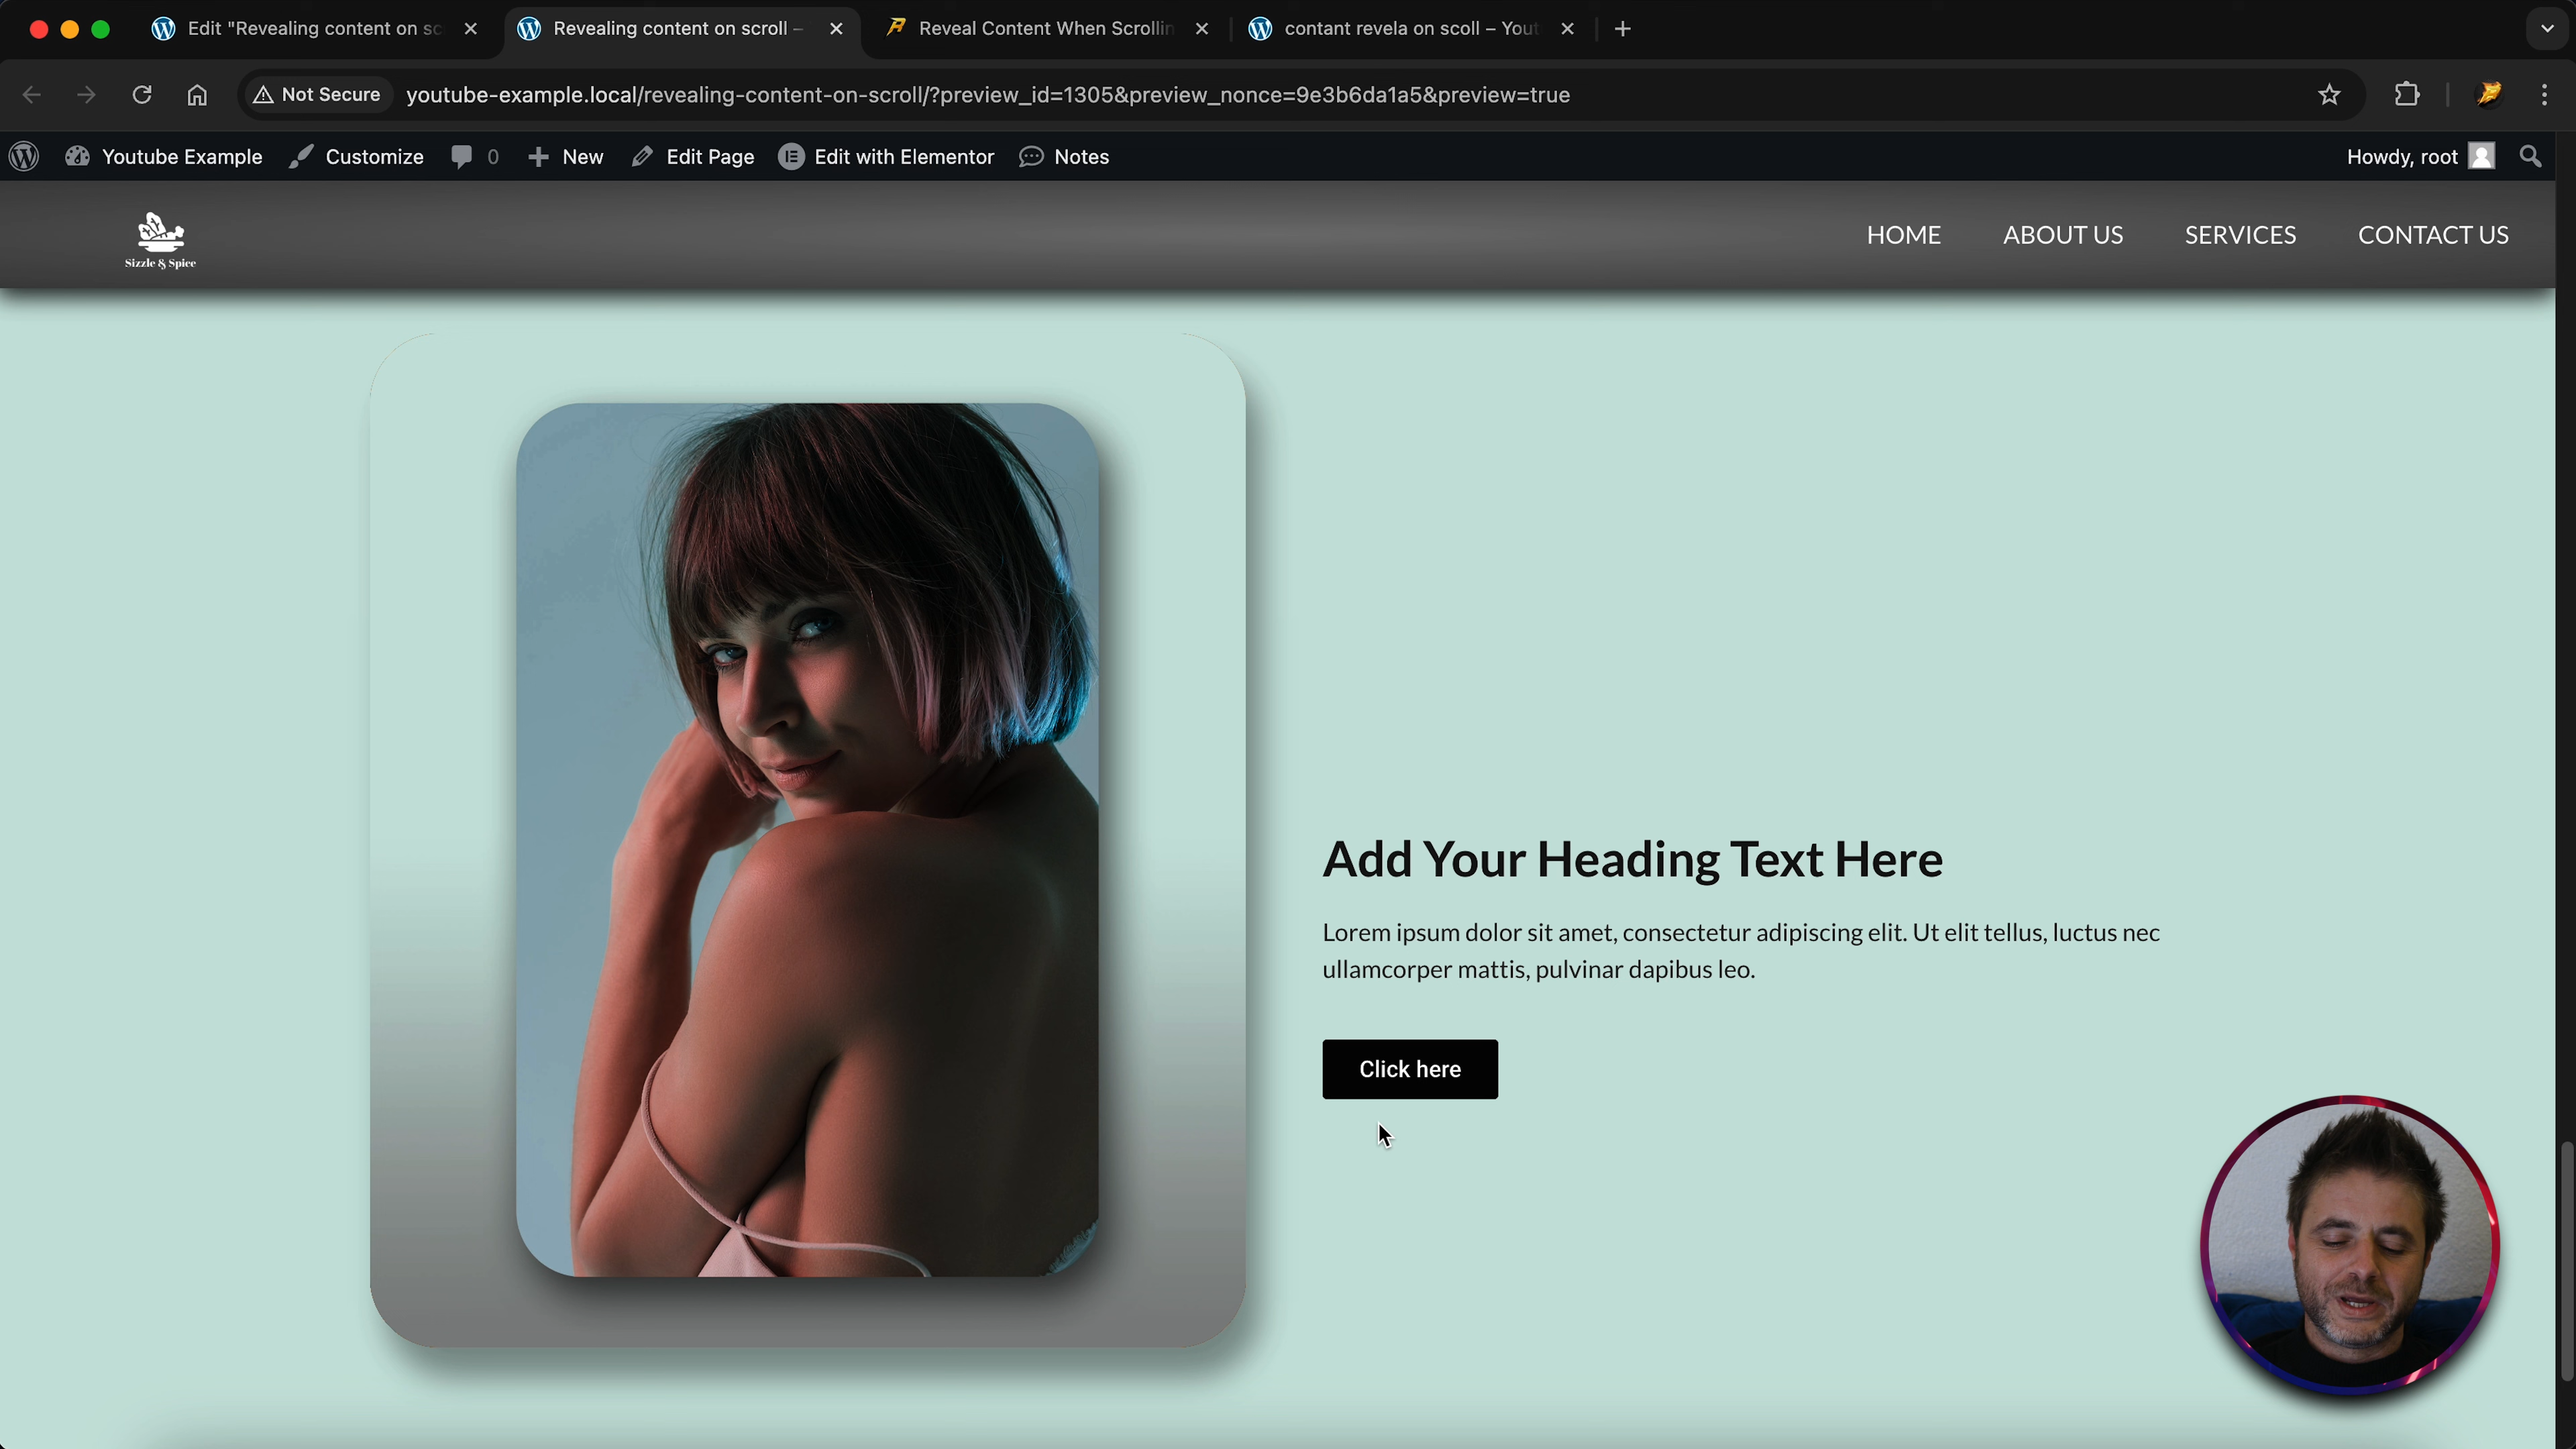 Edit "Revealing content on sc
Revealing content on scroll –
Reveal Content When Scrollin
contant revela on scoll – Yout
Not Secure
youtube-example.local/revealing-content-on-scroll/?preview_id=1305&preview_nonce=9e3b6da1a5&preview=true
Youtube Example
Customize
0
New
Edit Page
Edit with Elementor
Notes
Howdy, root
Sizzle & Spice
HOME
ABOUT US
SERVICES
CONTACT US
Add Your Heading Text Here
Lorem ipsum dolor sit amet, consectetur adipiscing elit. Ut elit tellus, luctus nec
ullamcorper mattis, pulvinar dapibus leo.
Click here